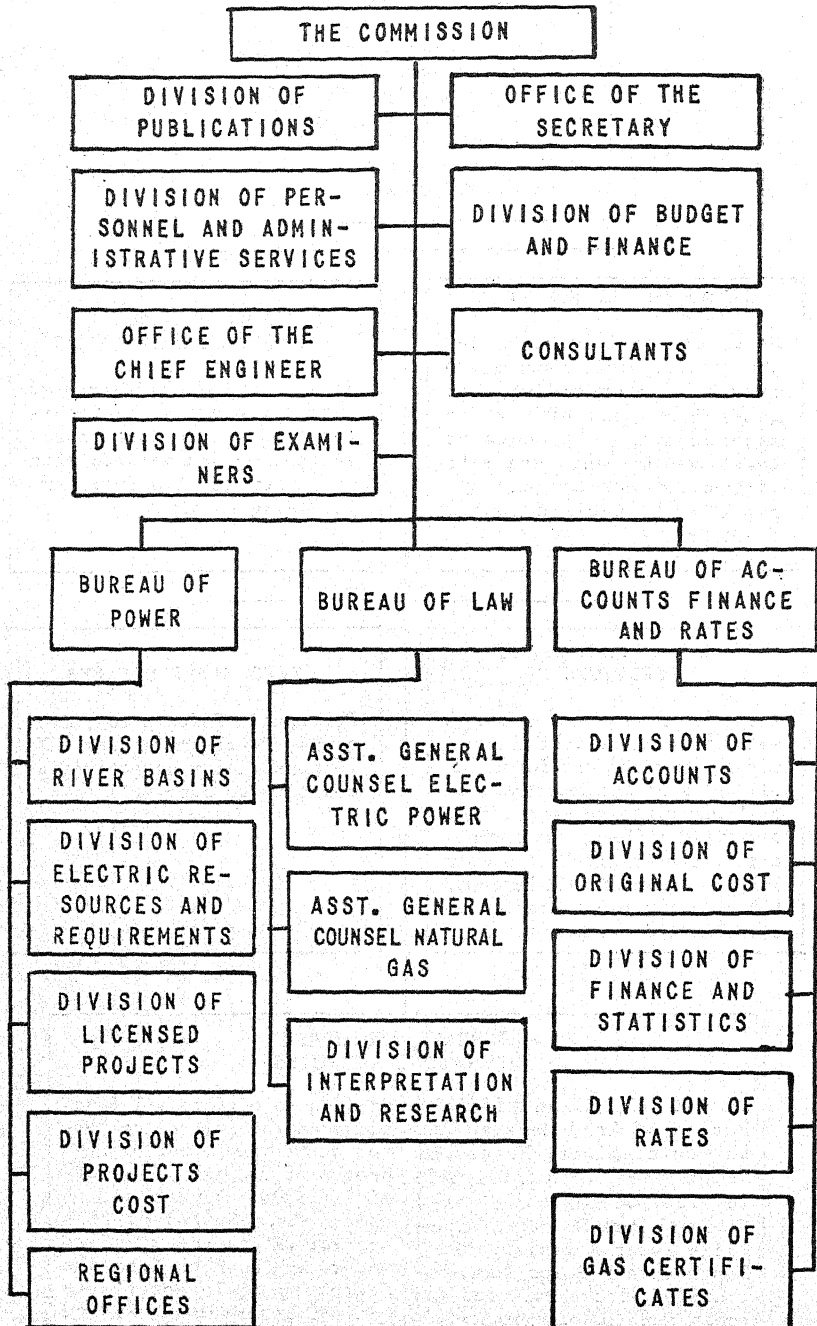 THE COMMISSION
DIVISION OF
PUBLICATIONS
OFFICE OF THE
SECRETARY
DIVISION OF PER-
SONNEL AND ADMIN-
ISTRATIVE SERVICES
DIVISION OF BUDGET
AND FINANCE
OFFICE OF THE
CHIEF ENGINEER
CONSULTANTS
DIVISION OF EXAMI-
NERS
BUREAU OF
POWER
BUREAU OF LAW
BUREAU OF AC-
COUNTS FINANCE
AND RATES
DIVISION OF
RIVER BASINS
DIVISION OF
ELECTRIC RE-
SOURCES AND
REQUIREMENTS
DIVISION OF
LICENSED
PROJECTS
DIVISION OF
PROJECTS
COST
REGIONAL
OFFICES
ASST. GENERAL
COUNSEL ELEC-
TRIC POWER
ASST. GENERAL
COUNSEL NATURAL
GAS
DIVISION OF
INTERPRETATION
AND RESEARCH
DIVISION OF
ACCOUNTS
DIVISION OF
ORIGINAL COST
DIVISION OF
FINANCE AND
STATISTICS
DIVISION OF
RATES
DIVISION OF
GAS CERTIFI-
CATES